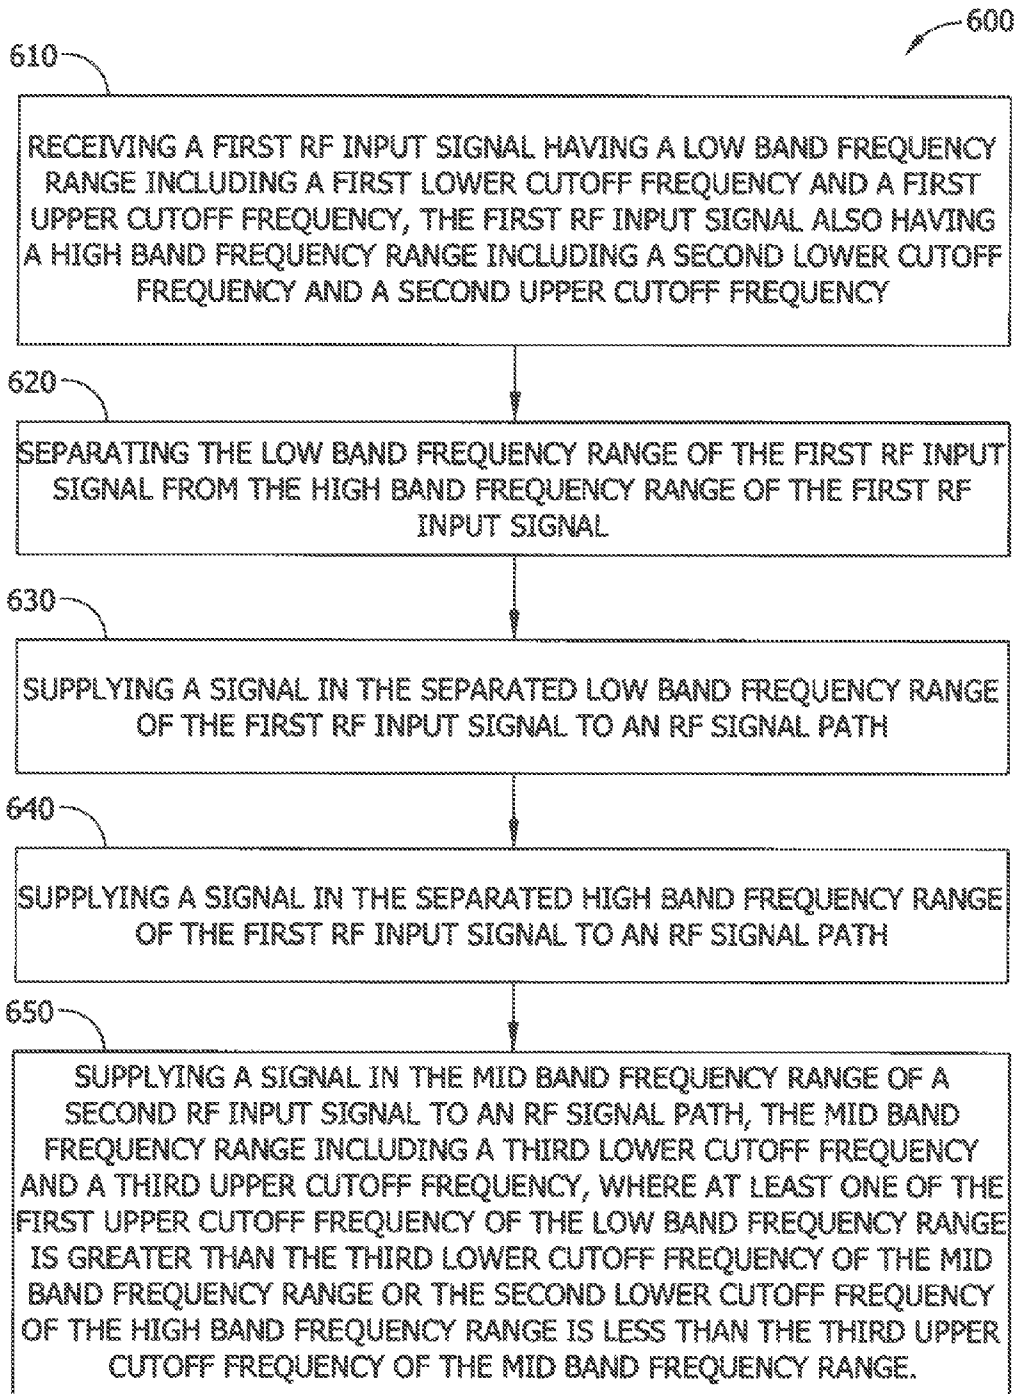 600
610
RECEIVING A FIRST RF INPUT SIGNAL HAVING A LOW BAND FREQUENCY
RANGE INCLUDING A FIRST LOWER CUTOFF FREQUENCY AND A FIRST
UPPER CUTOFF FREQUENCY, THE FIRST RF INPUT SIGNAL ALSO HAVING
A HIGH BAND FREQUENCY RANGE INCLUDING A SECOND LOWER CUTOFF
FREQUENCY AND A SECOND UPPER CUTOFF FREQUENCY
620
SEPARATING THE LOW BAND FREQUENCY RANGE OF THE FIRST RF INPUT
SIGNAL FROM THE HIGH BAND FREQUENCY RANGE OF THE FIRST RF
INPUT SIGNAL
630
SUPPLYING A SIGNAL IN THE SEPARATED LOW BAND FREQUENCY RANGE
OF THE FIRST RF INPUT SIGNAL TO AN RF SIGNAL PATH
640
SUPPLYING A SIGNAL IN THE SEPARATED HIGH BAND FREQUENCY RANGE
OF THE FIRST RF INPUT SIGNAL TO AN RF SIGNAL PATH
650
SUPPLYING A SIGNAL IN THE MID BAND FREQUENCY RANGE OF A
SECOND RF INPUT SIGNAL TO AN RF SIGNAL PATH, THE MID BAND
FREQUENCY RANGE INCLUDING A THIRD LOWER CUTOFF FREQUENCY
AND A THIRD UPPER CUTOFF FREQUENCY, WHERE AT LEAST ONE OF THE
FIRST UPPER CUTOFF FREQUENCY OF THE LOW BAND FREQUENCY RANGE
IS GREATER THAN THE THIRD LOWER CUTOFF FREQUENCY OF THE MID
BAND FREQUENCY RANGE OR THE SECOND LOWER CUTOFF FREQUENCY
OF THE HIGH BAND FREQUENCY RANGE IS LESS THAN THE THIRD UPPER
CUTOFF FREQUENCY OF THE MID BAND FREQUENCY RANGE.